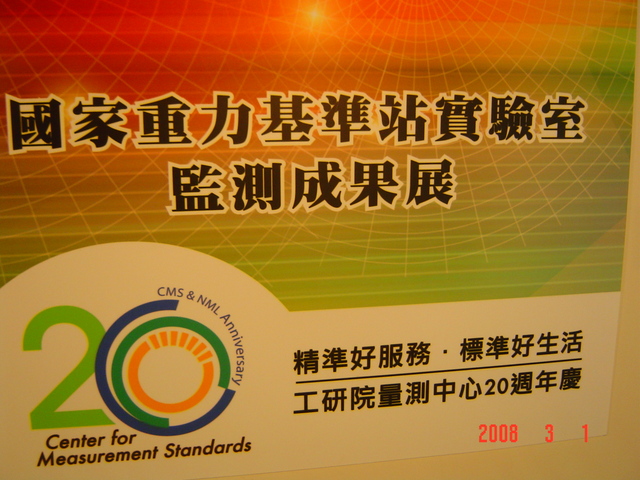 國家重力基準站實驗室
監測成果展
CMS & NML Anniversary
20
Center for
Measurement Standards
精準好服務．標準好生活
工研院量測中心20週年慶
2008 3 1